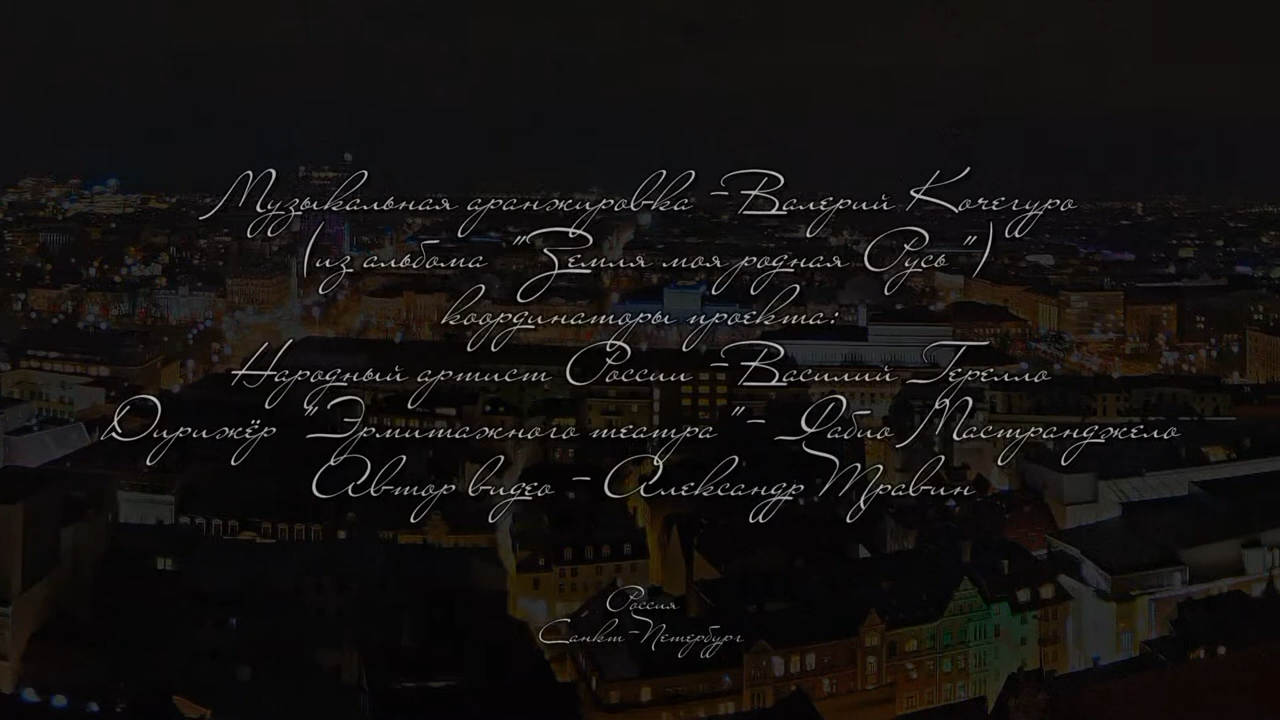 Музыкальная аранжировка - Валерий Кочегуро
(из альбома "Земля моя родная Русь")
координаторы проекта:
Народный артист России - Василий Герелло
Дирижёр "Эрмитажного театра" - Фабио Мастранджело
Автор видео - Александр Травин
Россия
Санкт-Петербург